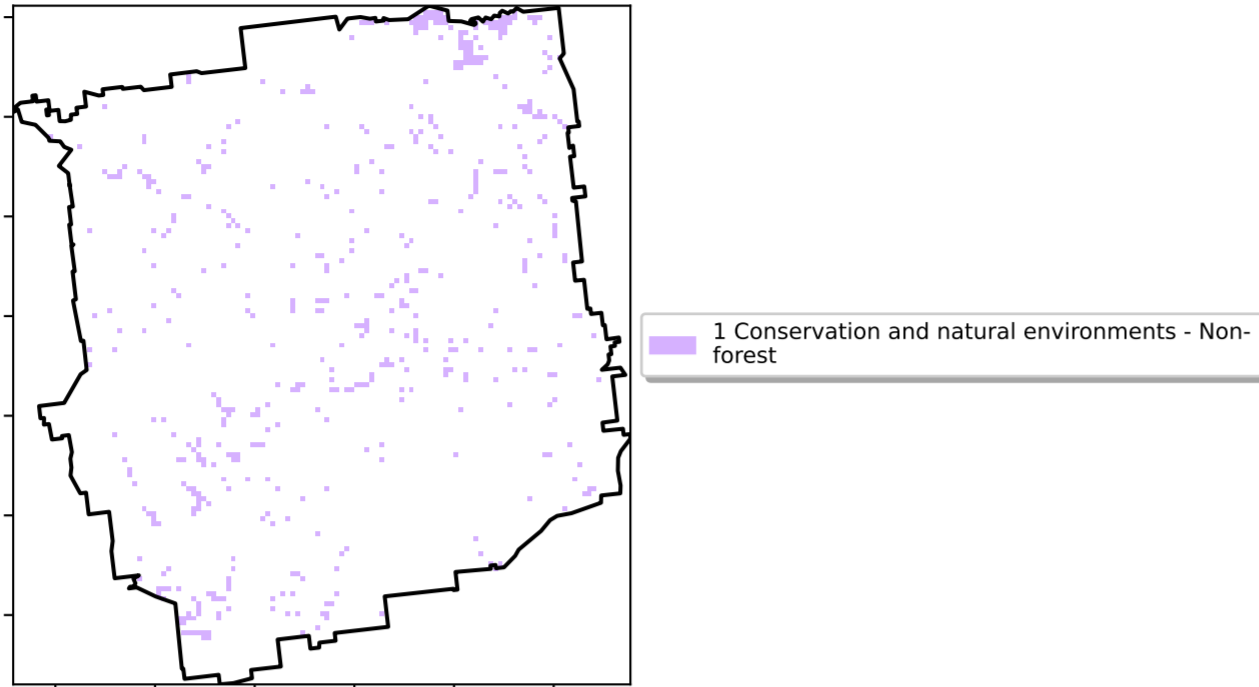 1 Conservation and natural environments - Non-
forest